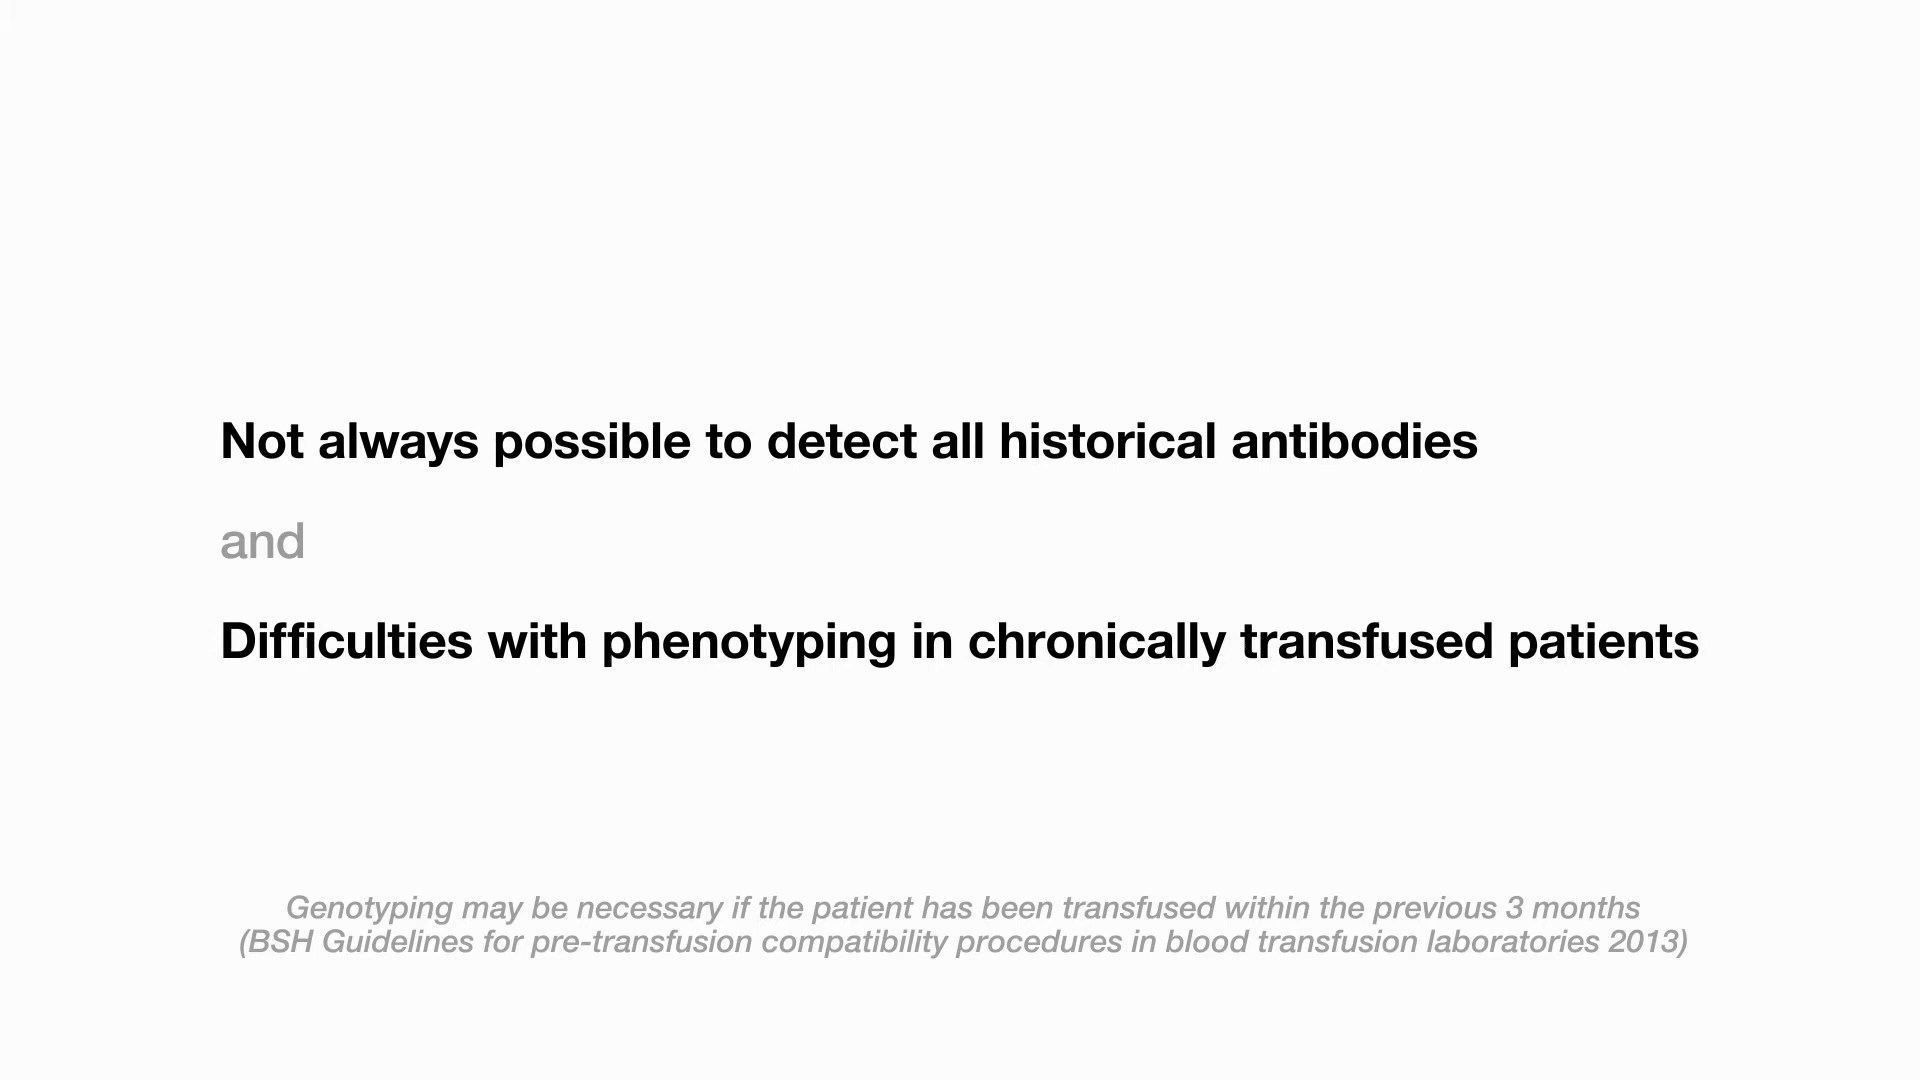 Not always possible to detect all historical antibodies
and
Difficulties with phenotyping in chronically transfused patients
Genotyping may be necessary if the patient has been transfused within the previous 3 months
(BSH Guidelines for pre-transfusion compatibility procedures in blood transfusion laboratories 2013)